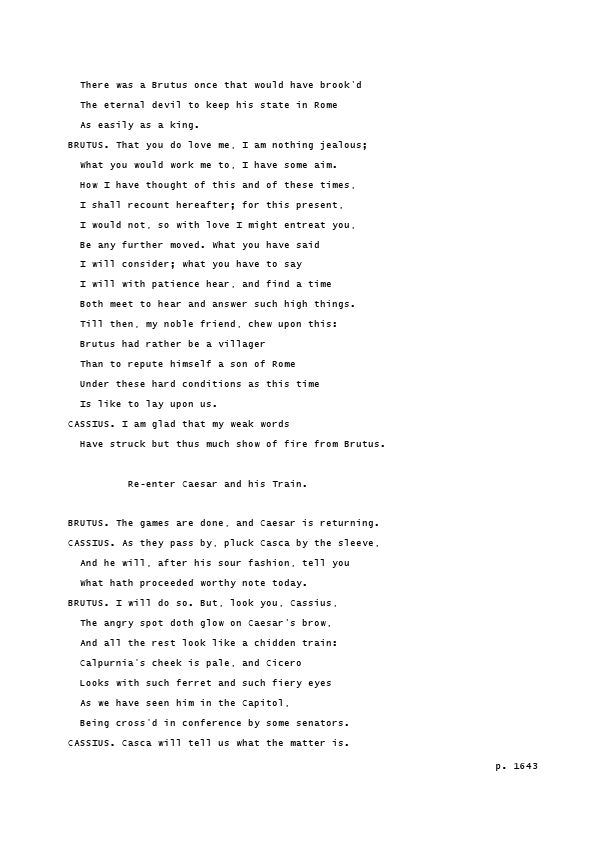 There was a Brutus once that would have brook'd
The eternal devil to keep his state in Rome
As easily as a king.
BRUTUS. That you do love me, I am nothing jealous;
What you would work me to, I have some aim.
How I have thought of this and of these times,
I shall recount hereafter; for this present,
I would not, so with love I might entreat you,
Be any further moved. What you have said
I will consider; what you have to say
I will with patience hear, and find a time
Both meet to hear and answer such high things.
Till then, my noble friend, chew upon this:
Brutus had rather be a villager
Than to repute himself a son of Rome
Under these hard conditions as this time
Is like to lay upon us.
CASSIUS. I am glad that my weak words
Have struck but thus much show of fire from Brutus.
Re-enter Caesar and his Train.
BRUTUS. The games are done, and Caesar is returning.
CASSIUS. As they pass by, pluck Casca by the sleeve,
And he will, after his sour fashion, tell you
What hath proceeded worthy note today.
BRUTUS. I will do so. But, look you, Cassius,
The angry spot doth glow on Caesar's brow,
And all the rest look like a chidden train:
Calpurnia's cheek is pale, and Cicero
Looks with such ferret and such fiery eyes
As we have seen him in the Capitol,
Being cross'd in conference by some senators.
CASSIUS. Casca will tell us what the matter is.
p. 1643